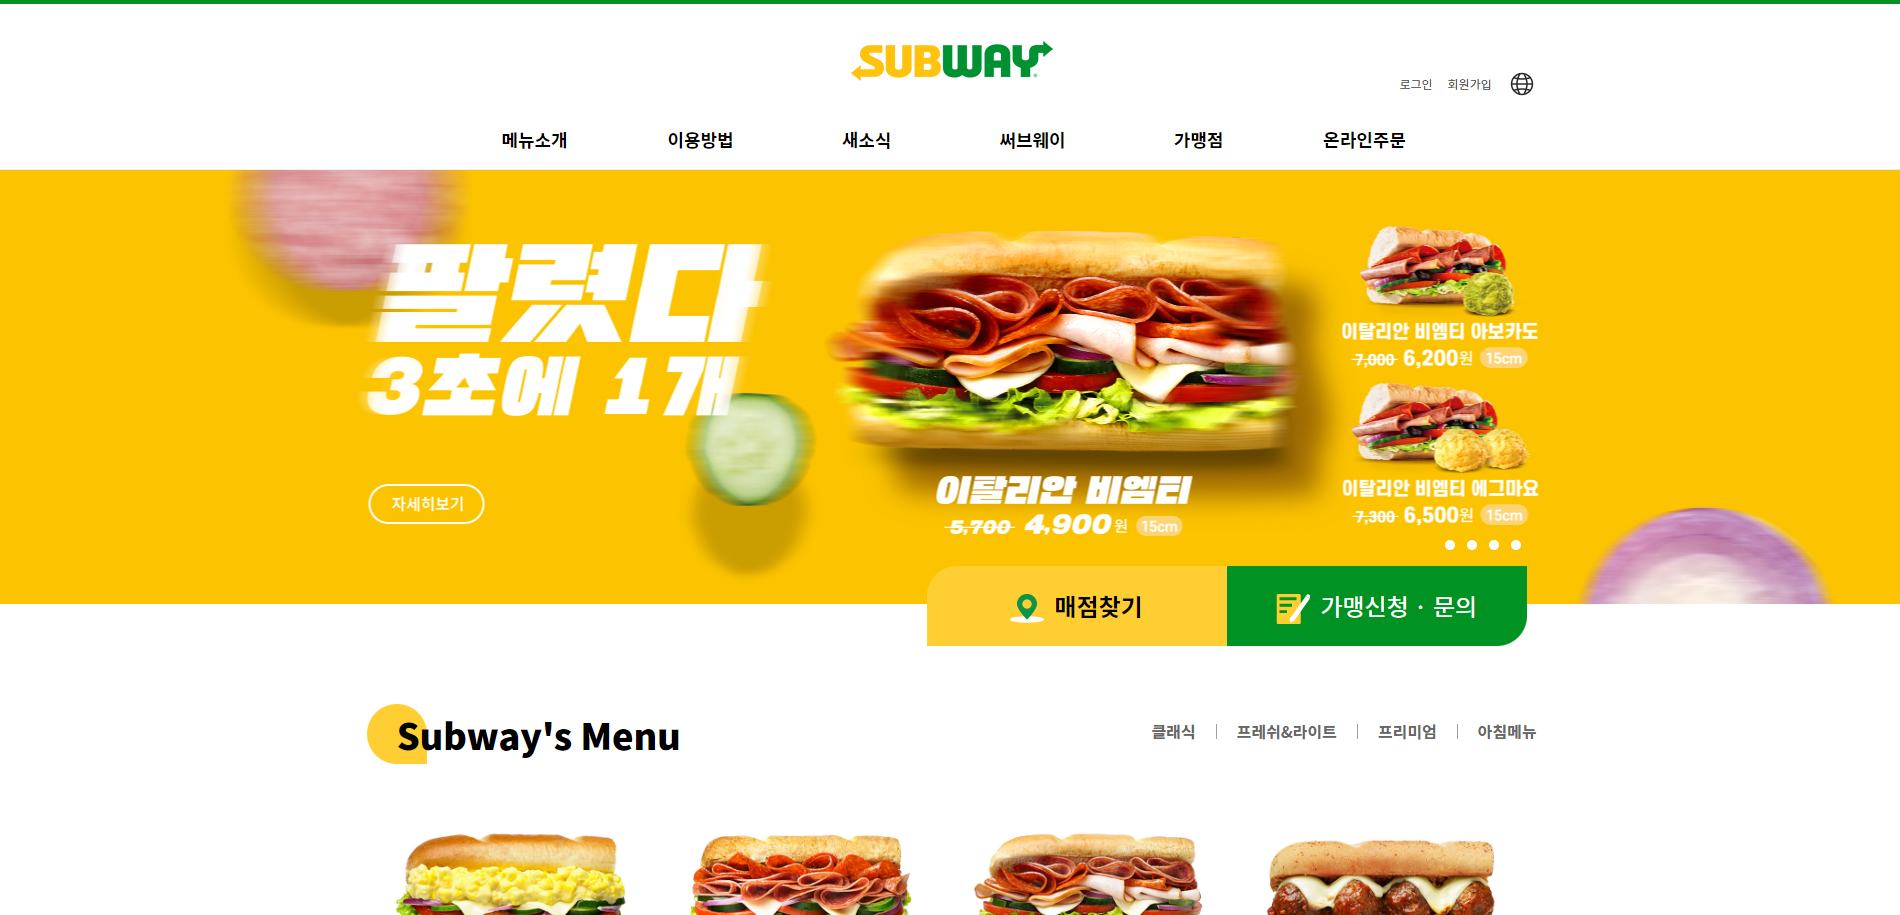 SUBWAY
로그인 회원가입
메뉴소개 이용방법 새소식 써브웨이 가맹점 온라인주문
팔렸다
3초에 1개
자세히보기
이탈리안 비엠티
5,700 4,900원 15cm
이탈리안 비엠티 아보카도
7,000 6,200원 15cm
이탈리안 비엠티 에그마요
7,300 6,500원 15cm
매점찾기
가맹신청 · 문의
Subway's Menu
클래식 | 프레쉬&라이트 | 프리미엄 | 아침메뉴